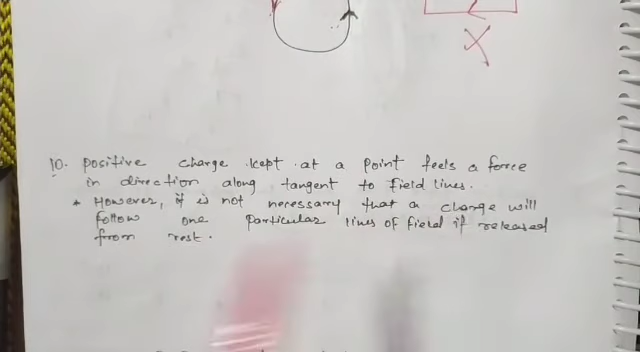 10. positive charge kept at a point feels a force
in direction along tangent to field lines.
* However, it is not necessary that a charge will
follow one particular lines of field if released
from rest.